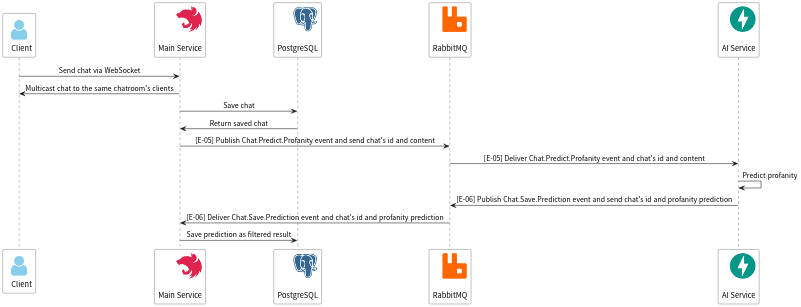 Client
Main Service
PostgreSQL
RabbitMQ
AI Service
Send chat via WebSocket
Multicast chat to the same chatroom's clients
Save chat
Return saved chat
[E-05] Publish Chat.Predict.Profanity event and send chat's id and content
[E-05] Deliver Chat.Predict.Profanity event and chat's id and content
Predict profanity
[E-06] Publish Chat.Save.Prediction event and send chat's id and profanity prediction
[E-06] Deliver Chat.Save.Prediction event and chat's id and profanity prediction
Save prediction as filtered result
Client
Main Service
PostgreSQL
RabbitMQ
AI Service